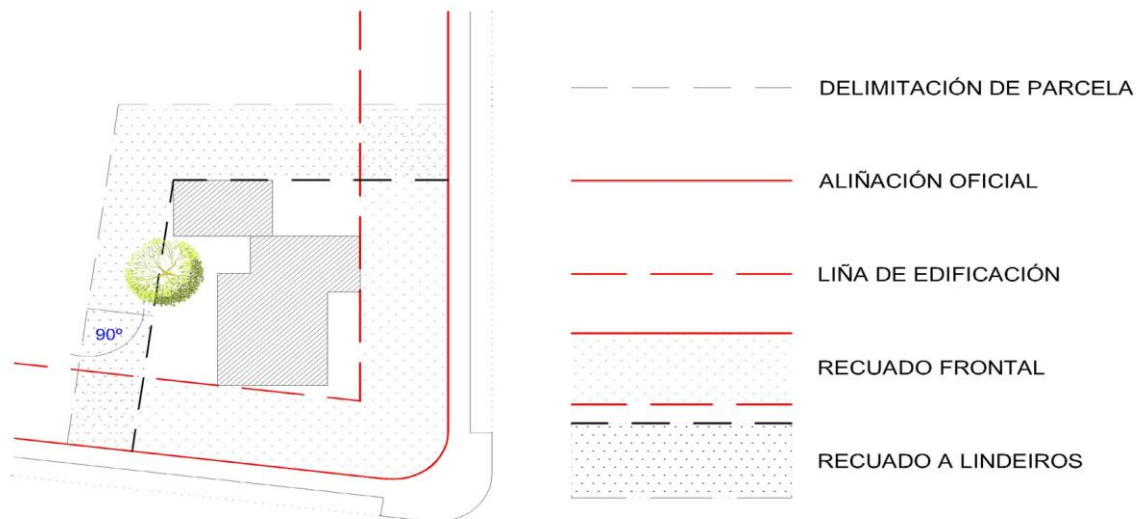 90º
DELIMITACIÓN DE PARCELA
ALIÑACIÓN OFICIAL
LIÑA DE EDIFICACIÓN
RECUADO FRONTAL
RECUADO A LINDEIROS